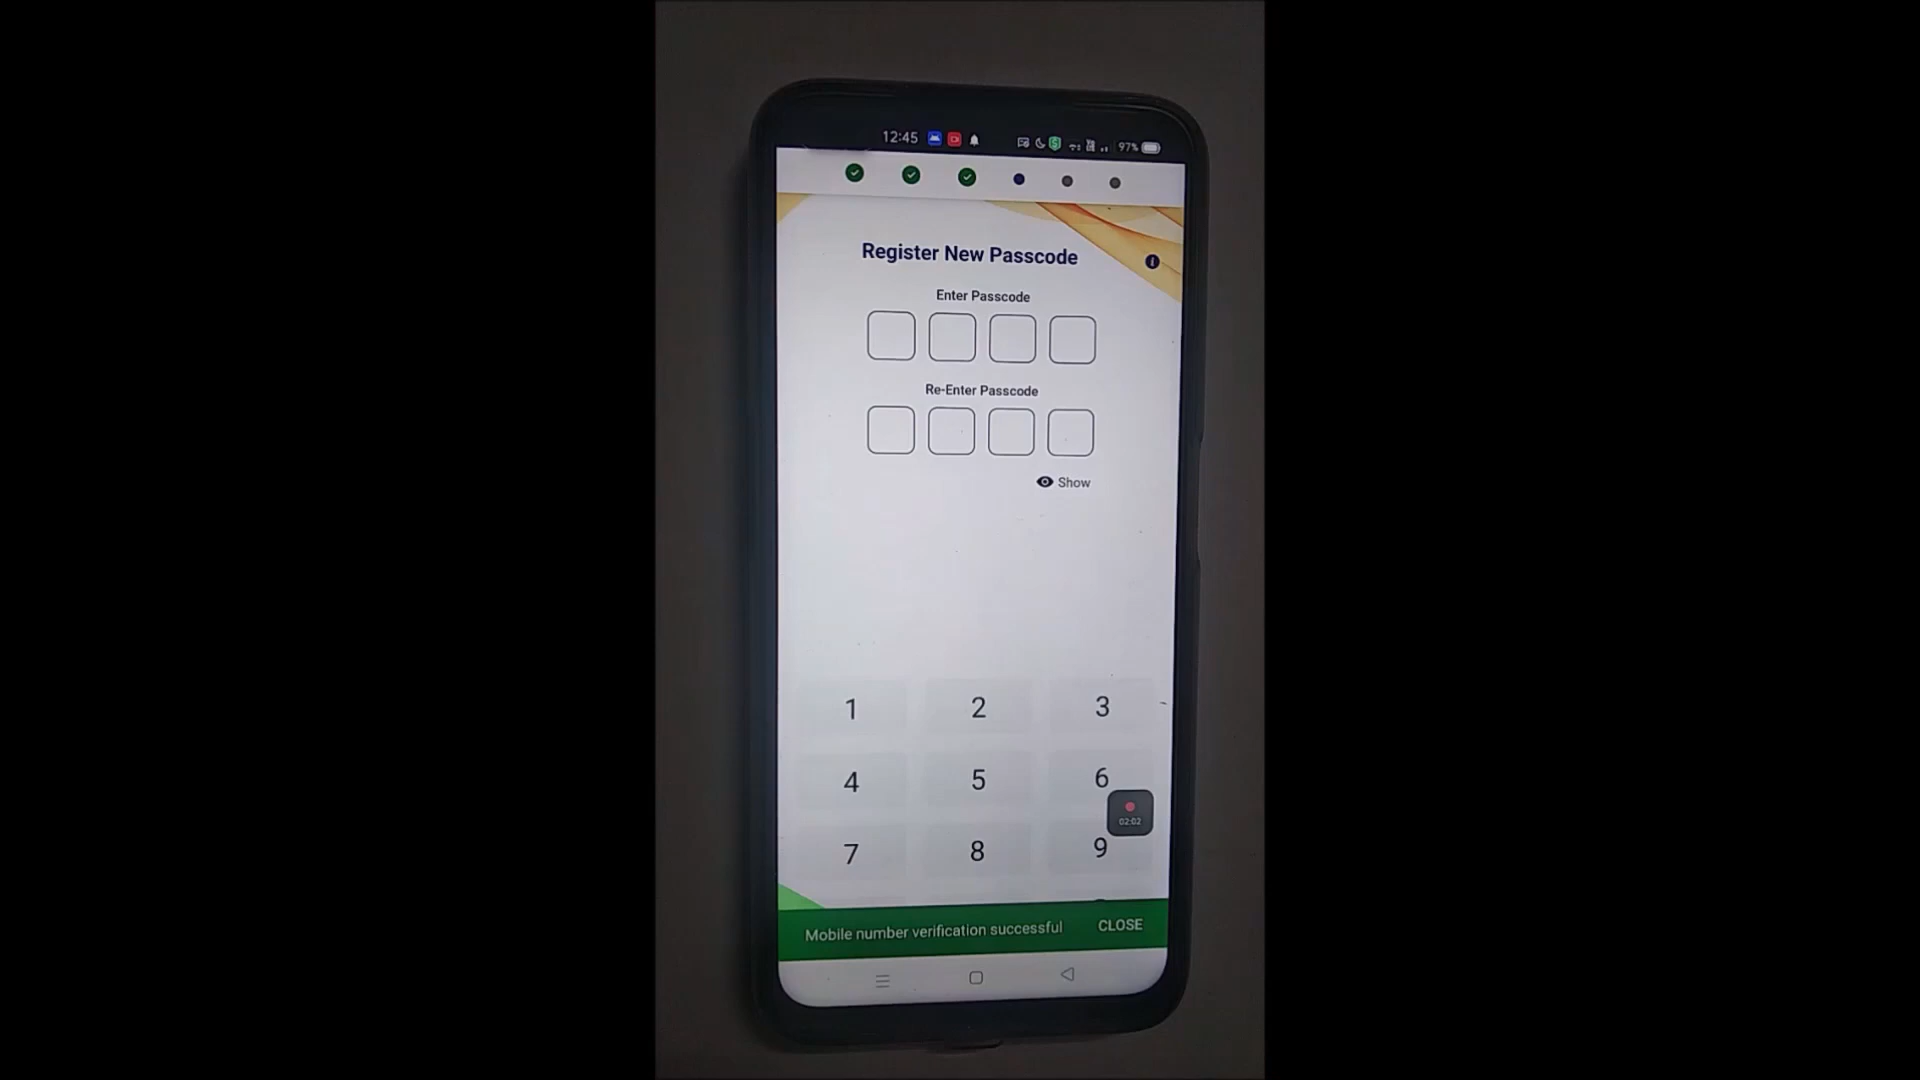 12:45
97%
Register New Passcode
Enter Passcode
Re-Enter Passcode
Show
1 2 3
4 5 6
02:02
7 8 9
Mobile number verification successful CLOSE